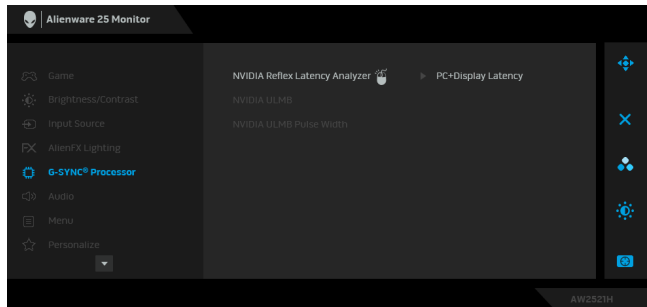 Alienware 25 Monitor
Game
NVIDIA Reflex Latency Analyzer PC+Display Latency
Brightness/Contrast
NVIDIA ULMB
Input Source
NVIDIA ULMB Pulse Width
FX AlienFX Lighting
G-SYNC® Processor
Audio
Menu
Personalize
AW2521H